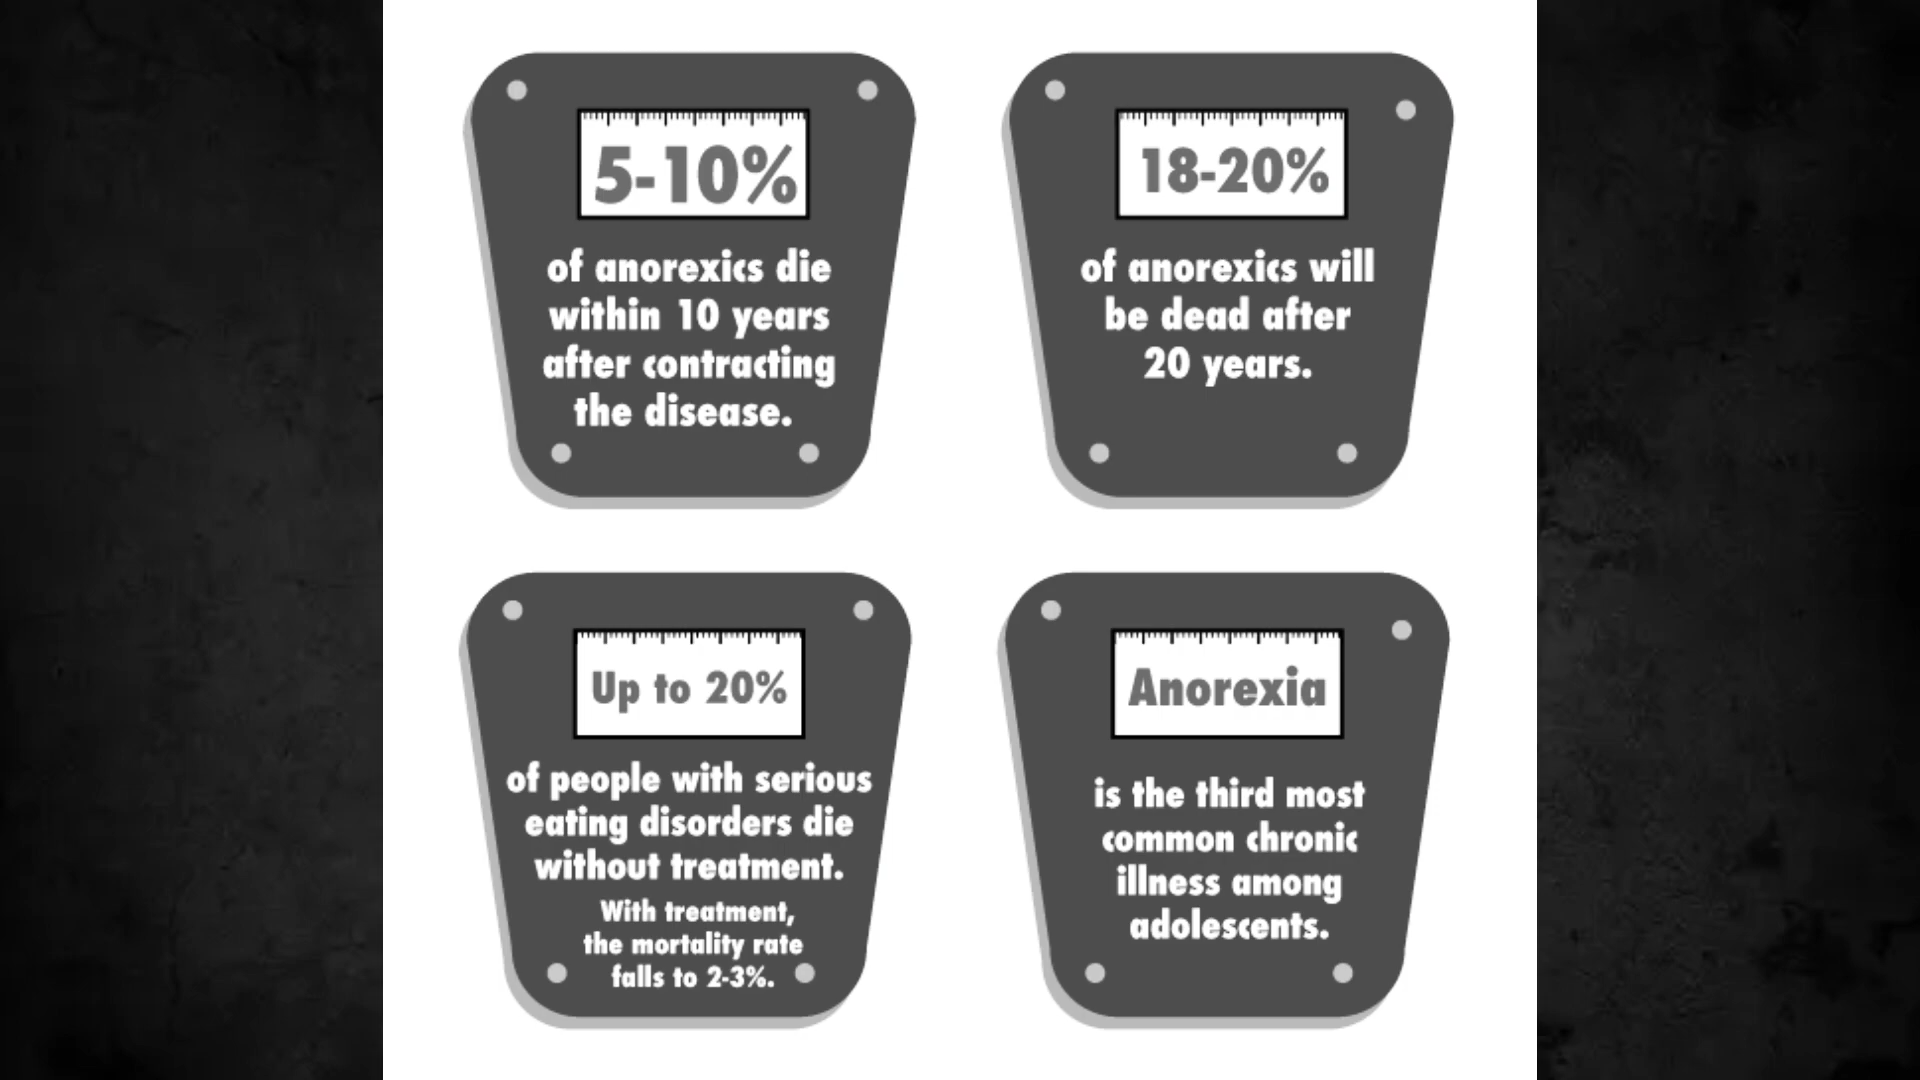 5-10%
of anorexics die
within 10 years
after contracting
the disease.
18-20%
of anorexics will
be dead after
20 years.
Up to 20%
of people with serious
eating disorders die
without treatment.
With treatment,
the mortality rate
falls to 2-3%.
Anorexia
is the third most
common chronic
illness among
adolescents.